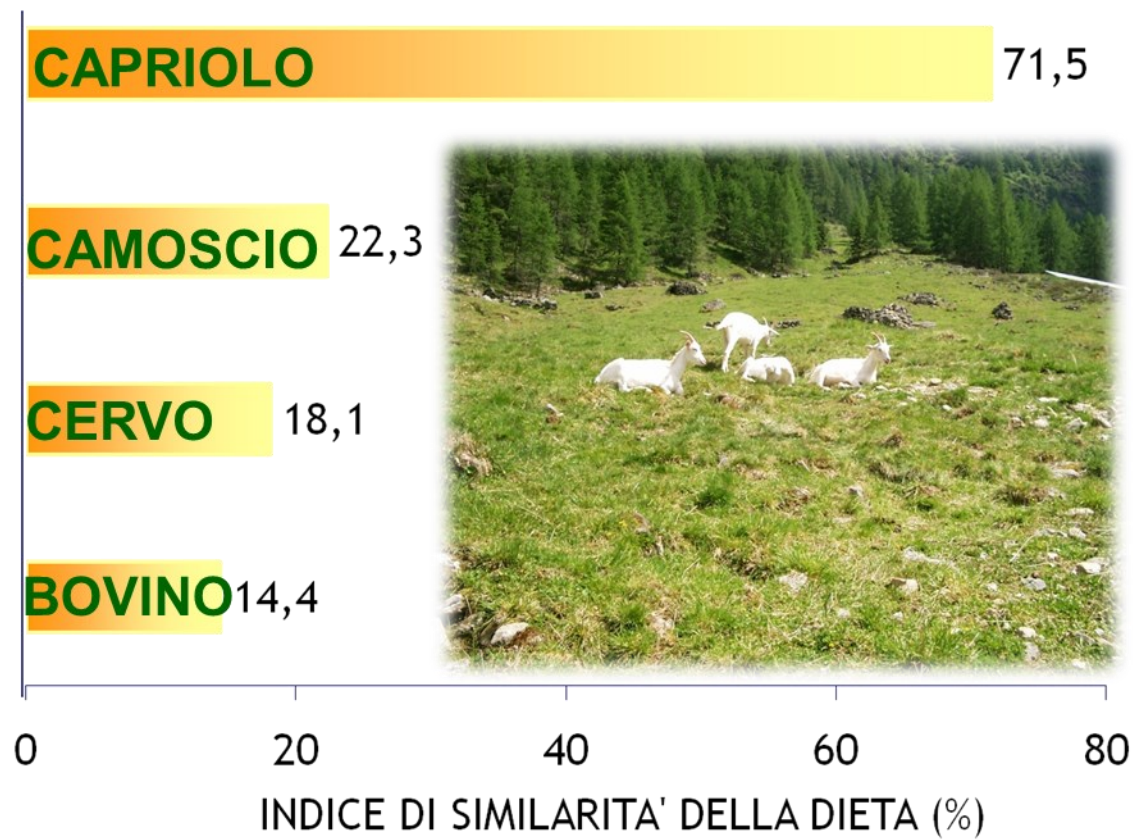 CAPRIOLO 71,5
CAMOSCIO 22,3
CERVO 18,1
BOVINO 14,4
0 20 40 60 80
INDICE DI SIMILARITA' DELLA DIETA (%)